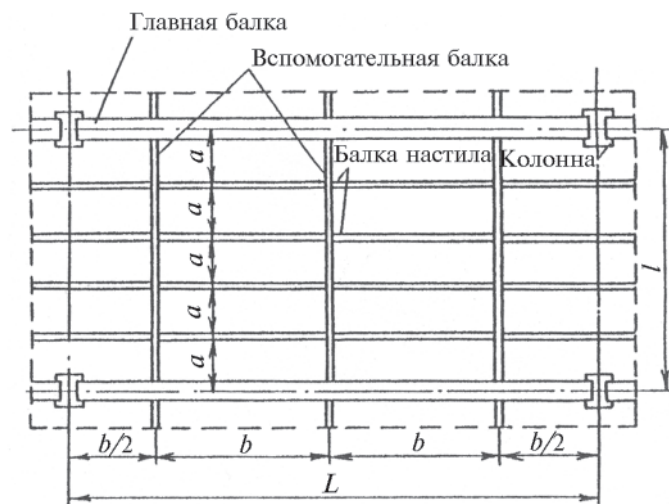 Главная балка
Вспомогательная балка
Балка настила
Колонна
a
a
a
a
a
l
b/2
b
b
b/2
L